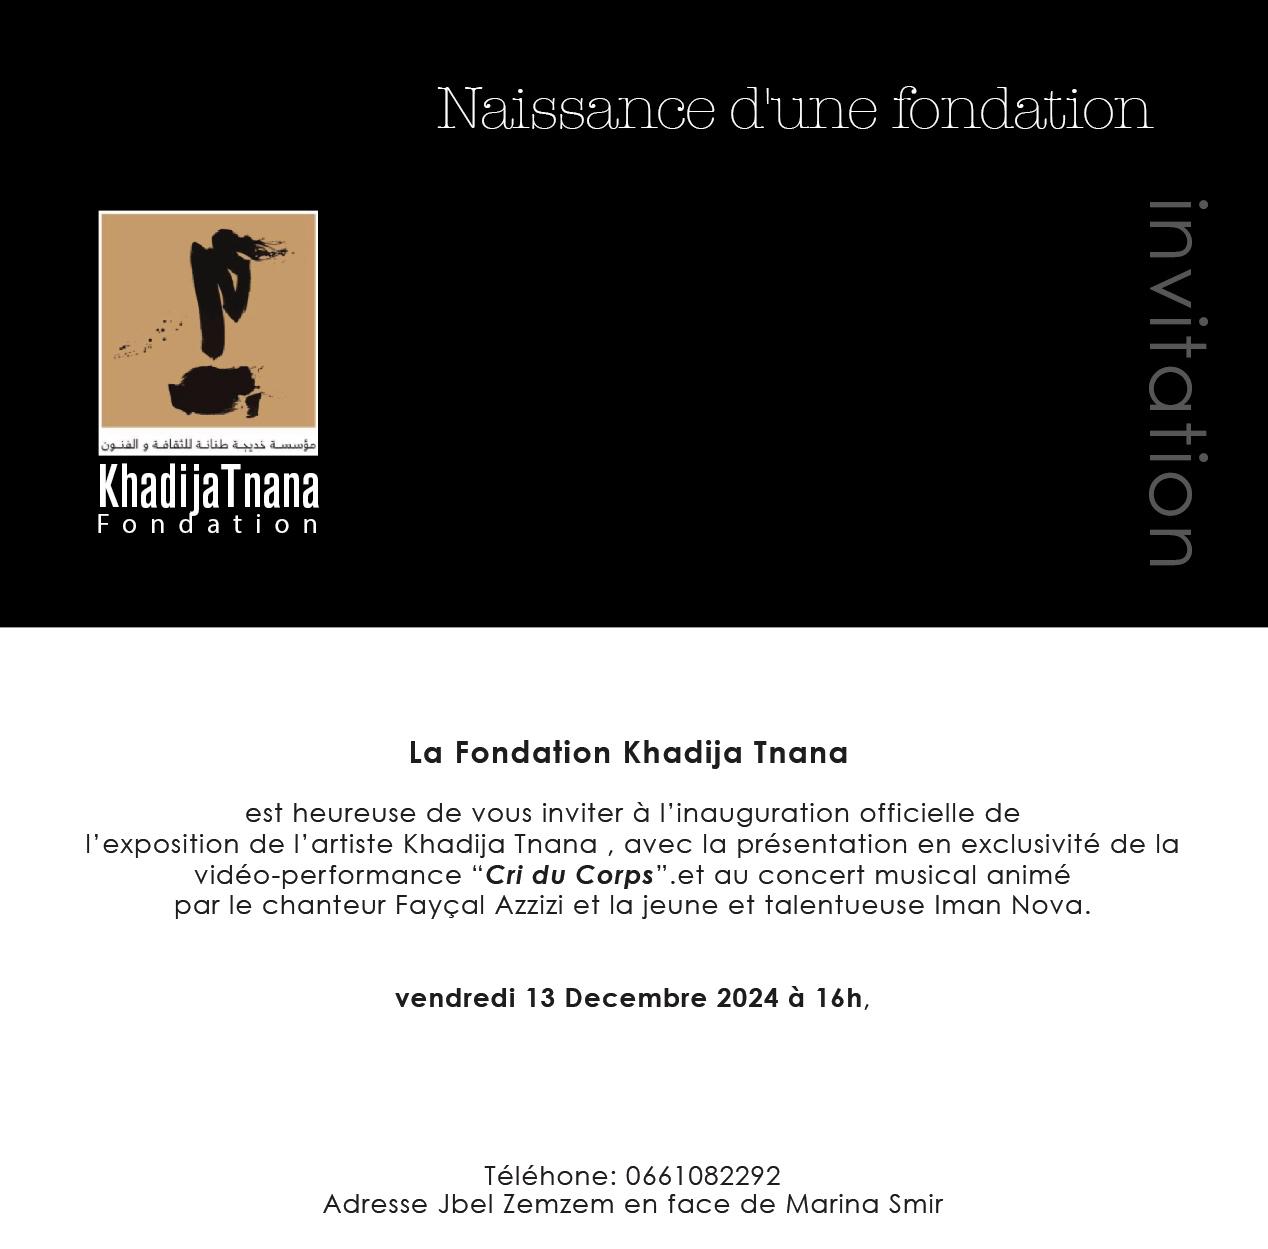 Naissance d'une fondation
invitation
مؤسسة خديجة طنانة للثقافة و الفنون
KhadijaTnana
Fondation
La Fondation Khadija Tnana
est heureuse de vous inviter à l’inauguration officielle de
l’exposition de l’artiste Khadija Tnana , avec la présentation en exclusivité de la
vidéo-performance “Cri du Corps”.et au concert musical animé
par le chanteur Fayçal Azzizi et la jeune et talentueuse Iman Nova.
vendredi 13 Decembre 2024 à 16h,
Téléhone: 0661082292
Adresse Jbel Zemzem en face de Marina Smir